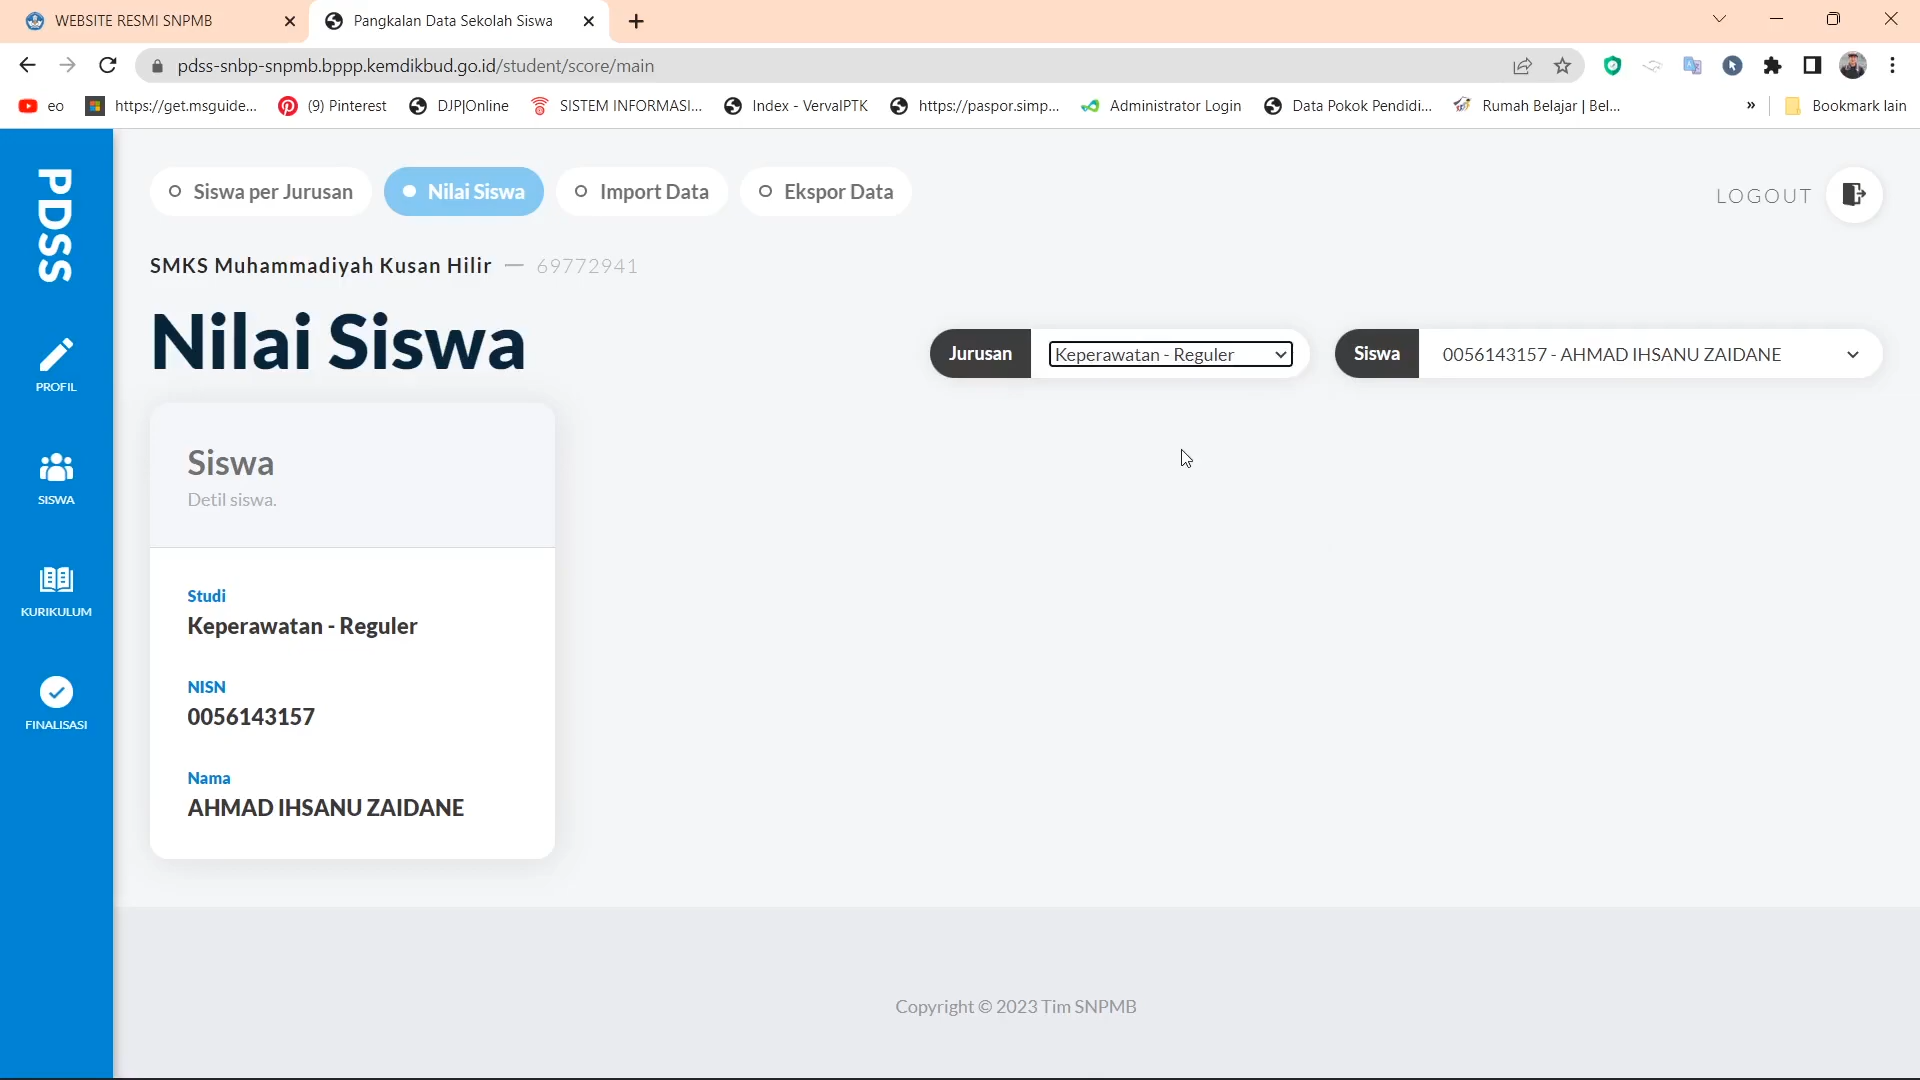 WEBSITE RESMI SNPMB
Pangkalan Data Sekolah Siswa
pdss-snbp-snpmb.bppp.kemdikbud.go.id/student/score/main
eo
https://get.msguide...
(9) Pinterest
DJP|Online
SISTEM INFORMASI...
Index - VervalPTK
https://paspor.simp...
Administrator Login
Data Pokok Pendidi...
Rumah Belajar | Bel...
»
Bookmark lain
PDSS
Siswa per Jurusan
Nilai Siswa
Import Data
Ekspor Data
LOGOUT
SMKS Muhammadiyah Kusan Hilir — 69772941
Nilai Siswa
Jurusan
Keperawatan - Reguler
Siswa
0056143157 - AHMAD IHSANU ZAIDANE
PROFIL
SISWA
KURIKULUM
FINALISASI
Siswa
Detil siswa.
Studi
Keperawatan - Reguler
NISN
0056143157
Nama
AHMAD IHSANU ZAIDANE
Copyright © 2023 Tim SNPMB